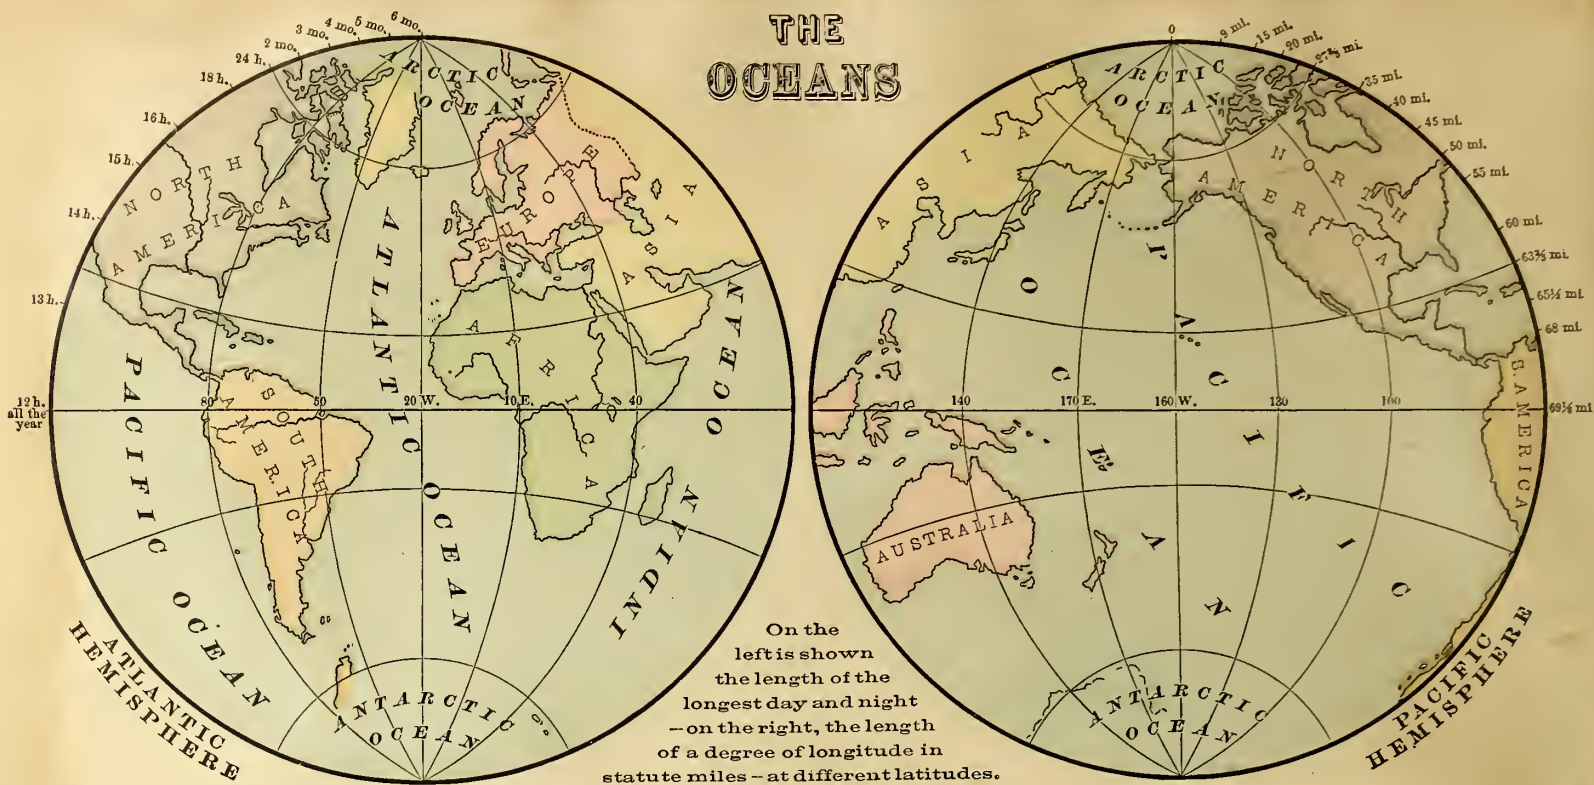 THE
OCEANS
6 mo.
5 mo.
4 mo.
3 mo.
2 mo.
24 h.
18 h.
16 h.
15 h.
14 h.
13 h.
12 h.
all the
year
ARCTIC
OCEAN
NORTH
AMERICA
EUROPE
ASIA
ATLANTIC
OCEAN
AFRICA
PACIFIC
OCEAN
SOUTH
AMERICA
80
50
20 W.
10 E.
40
INDIAN
OCEAN
ANTARCTIC
OCEAN
ATLANTIC
HEMISPHERE
0
9 mi.
15 mi.
20 mi.
27⅔ mi
35 mi.
40 mi.
45 mi.
50 mi.
55 mi.
60 mi.
63⅗ mi.
65½ mi.
68 mi.
69⅙ mi
ARCTIC
OCEAN
ASIA
NORTH
AMERICA
PACIFIC
OCEAN
140
170 E.
160 W.
130
100
S. AMERICA
AUSTRALIA
ANTARCTIC
OCEAN
PACIFIC
HEMISPHERE
On the
left is shown
the length of the
longest day and night
–on the right, the length
of a degree of longitude in
statute miles – at different latitudes.